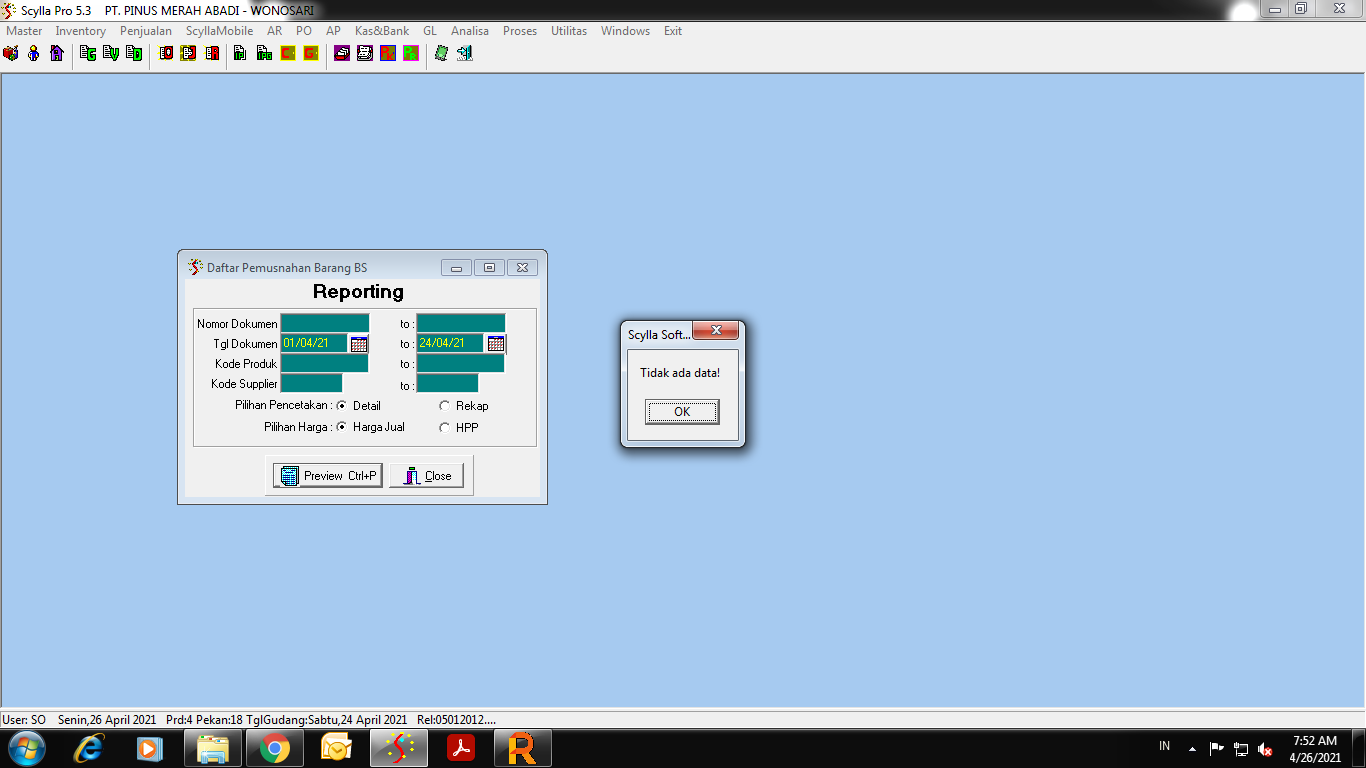 Scylla Pro 5.3 PT. PINUS MERAH ABADI - WONOSARI
Master Inventory Penjualan ScyllaMobile AR PO AP Kas&Bank GL Analisa Proses Utilitas Windows Exit
Daftar Pemusnahan Barang BS
Reporting
Nomor Dokumen to :
Tgl Dokumen 01/04/21 to : 24/04/21
Kode Produk to :
Kode Supplier to :
Pilihan Pencetakan : Detail Rekap
Pilihan Harga : Harga Jual HPP
Preview Ctrl+P Close
Scylla Soft...
Tidak ada data!
OK
User: SO Senin,26 April 2021 Prd:4 Pekan:18 TglGudang:Sabtu,24 April 2021 Rel:05012012....
IN
7:52 AM
4/26/2021